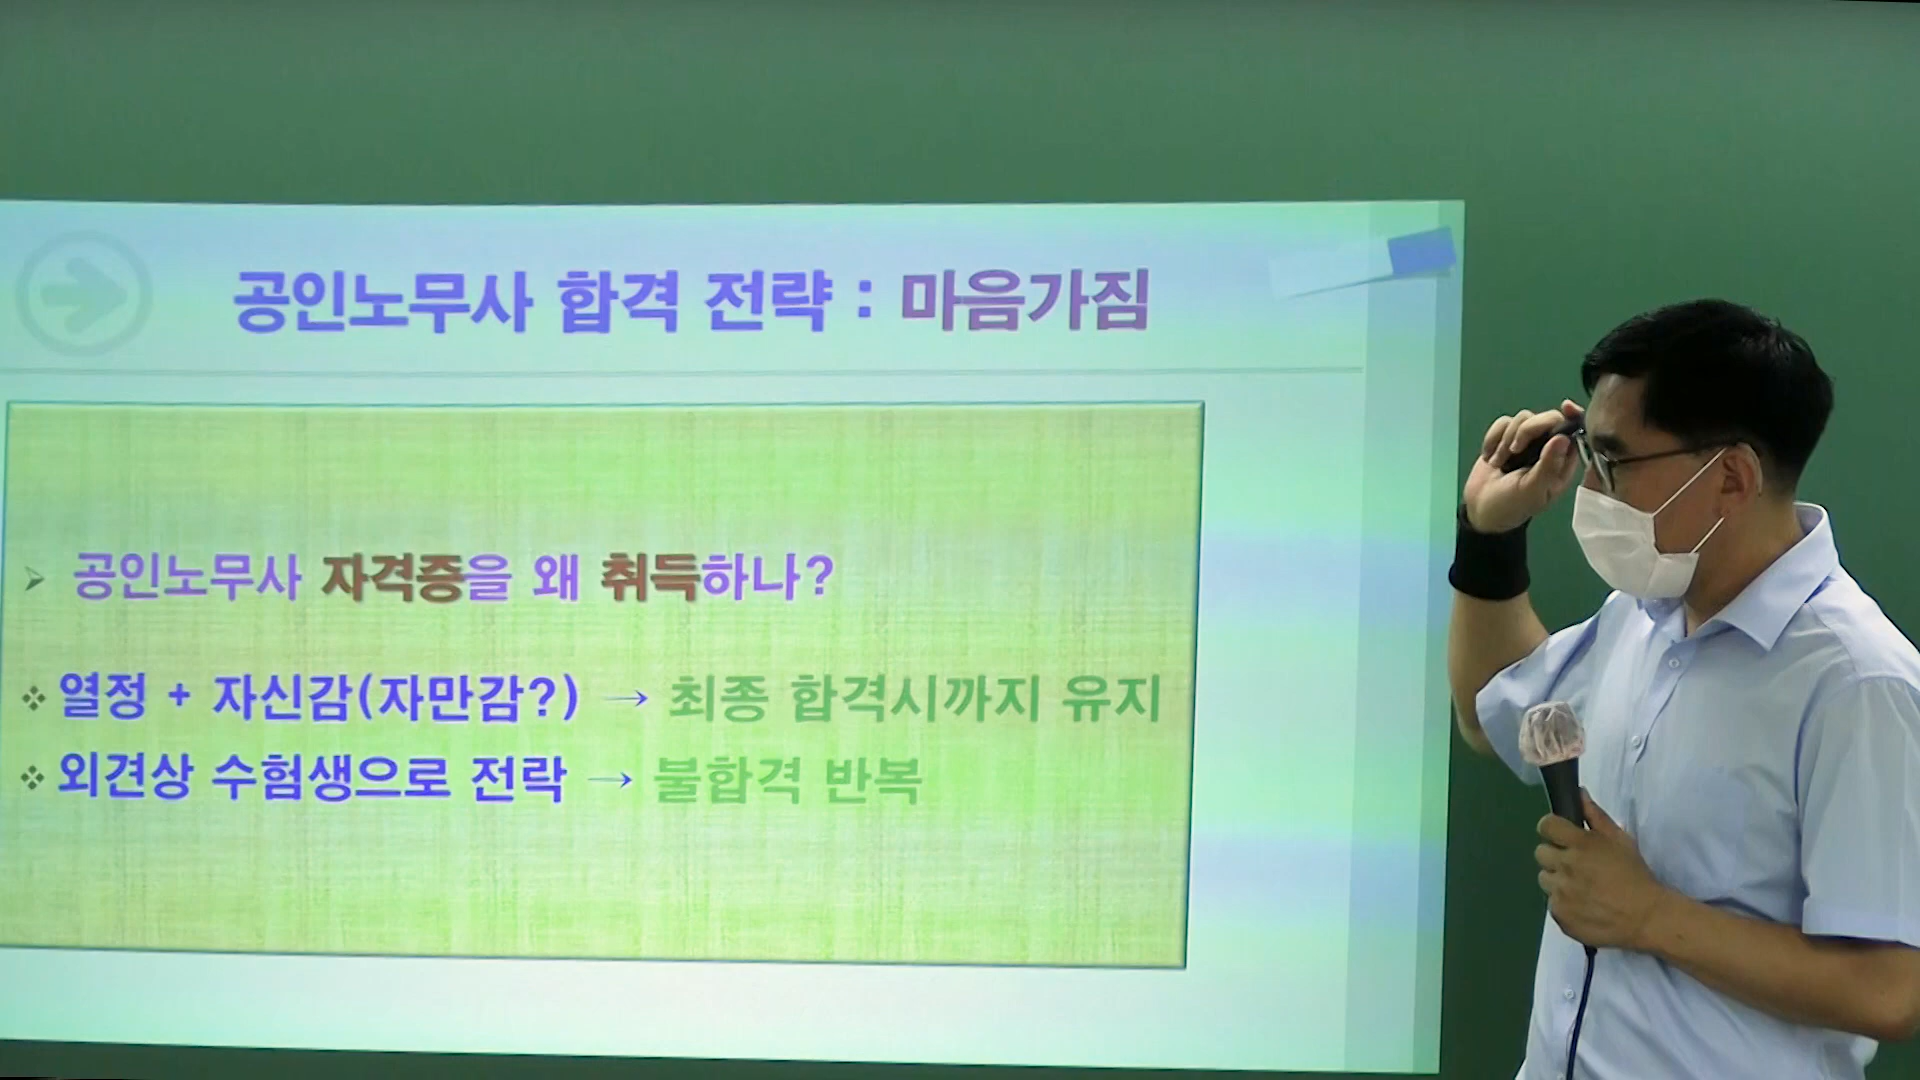 공인노무사 합격 전략 : 마음가짐
공인노무사 자격증을 왜 취득하나?
열정 + 자신감(자만감?) → 최종 합격시까지 유지
외견상 수험생으로 전락 → 불합격 반복